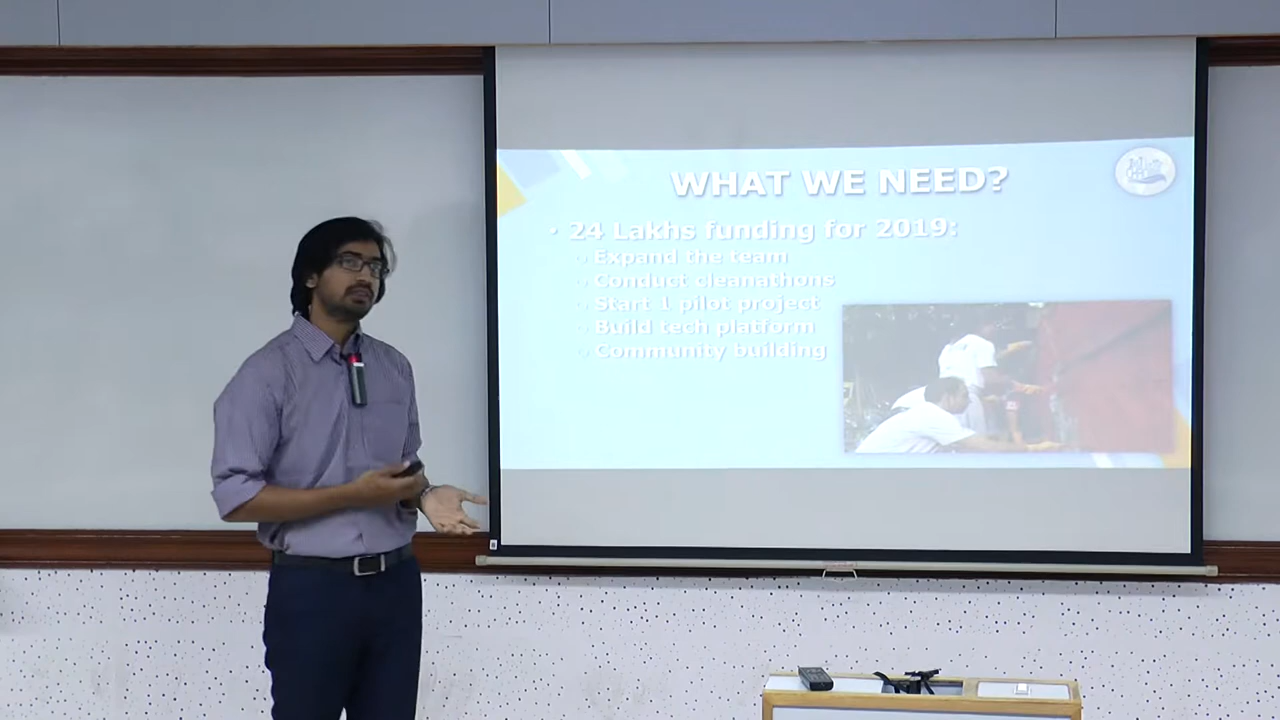 WHAT WE NEED?
• 24 Lakhs funding for 2019:
○ Expand the team
○ Conduct cleanathons
○ Start 1 pilot project
○ Build tech platform
○ Community building